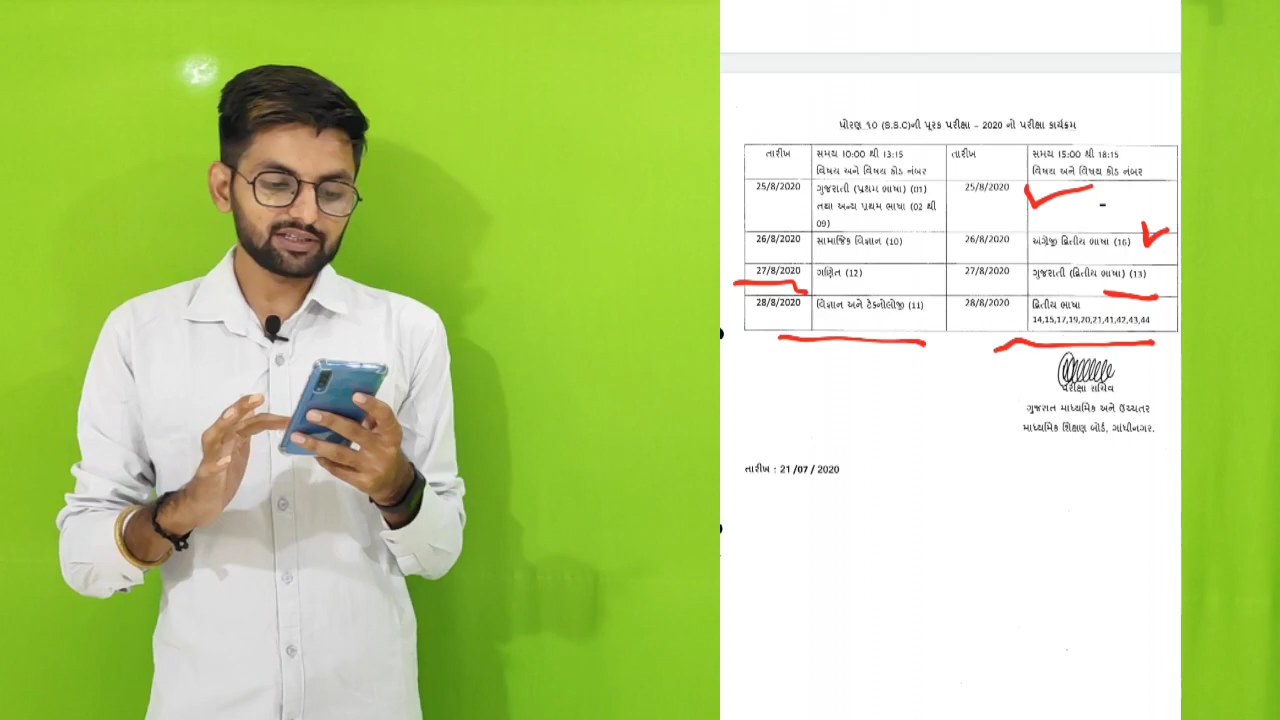 ધોરણ ૧૦ (S.S.C)ની પૂરક પરીક્ષા - 2020 નો પરીક્ષા કાર્યક્રમ
તારીખ સમય 10:00 થી 13:15 તારીખ સમય 15:00 થી 18:15
વિષય અને વિષય કોડ નંબર વિષય અને વિષય કોડ નંબર
25/8/2020 ગુજરાતી (પ્રથમ ભાષા) (01) 25/8/2020
તથા અન્ય પ્રથમ ભાષા (02 થી -
09)
26/8/2020 સામાજિક વિજ્ઞાન (10) 26/8/2020 અંગ્રેજી દ્વિતીય ભાષા (16)
27/8/2020 ગણિત (12) 27/8/2020 ગુજરાતી (દ્વિતીય ભાષા) (13)
28/8/2020 વિજ્ઞાન અને ટેકનોલોજી (11) 28/8/2020 દ્વિતીય ભાષા
14,15,17,19,20,21,41,42,43,44
પરીક્ષા સચિવ
ગુજરાત માધ્યમિક અને ઉચ્ચતર
માધ્યમિક શિક્ષણ બોર્ડ, ગાંધીનગર.
તારીખ : 21 /07 / 2020